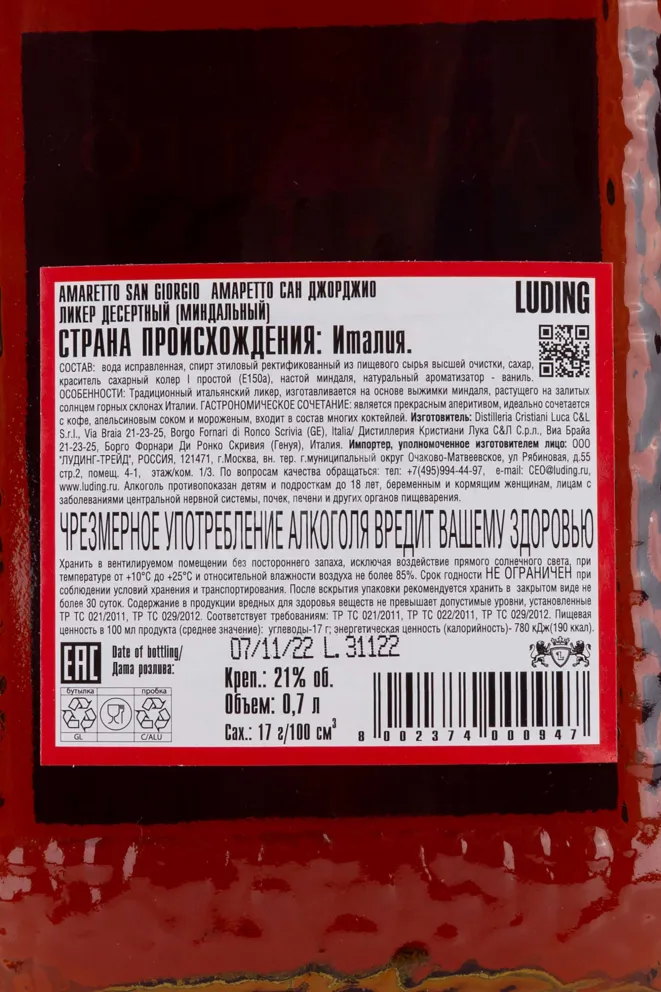 AMARETTO SAN GIORGIO АМАРЕТТО САН ДЖОРДЖИО
LUDING
ЛИКЕР ДЕСЕРТНЫЙ (МИНДАЛЬНЫЙ)
СТРАНА ПРОИСХОЖДЕНИЯ: Италия.
СОСТАВ: вода исправленная, спирт этиловый ректификованный из пищевого сырья высшей очистки, сахар,
краситель сахарный колер I простой (E150a), настой миндаля, натуральный ароматизатор - ваниль.
ОСОБЕННОСТИ: Традиционный итальянский ликер, изготавливается на основе выжимки миндаля, растущего на залитых
солнцем горных склонах Италии. ГАСТРОНОМИЧЕСКОЕ СОЧЕТАНИЕ: является прекрасным аперитивом, идеально сочетается
с кофе, апельсиновым соком и мороженым, входит в состав многих коктейлей. Изготовитель: Distilleria Cristiani Luca C&L
S.r.l., Via Braia 21-23-25, Borgo Fornari di Ronco Scrivia (GE), Italia/ Дистиллерия Кристиани Лука С&Л С.р.л., Виа Брайа
21-23-25, Борго Форнари Ди Ронко Скривия (Генуя), Италия. Импортер, уполномоченное изготовителем лицо: ООО
"ЛУДИНГ-ТРЕЙД", РОССИЯ, 121471, г.Москва, вн. тер. г.муниципальный округ Очаково-Матвеевское, ул Рябиновая, д.55
стр.2, помещ. 4-1, этаж/ком. 1/3. По вопросам качества обращаться: тел: +7(495)994-44-97, e-mail: CEO@luding.ru,
www.luding.ru. Алкоголь противопоказан детям и подросткам до 18 лет, беременным и кормящим женщинам, лицам с
заболеваниями центральной нервной системы, почек, печени и других органов пищеварения.
ЧРЕЗМЕРНОЕ УПОТРЕБЛЕНИЕ АЛКОГОЛЯ ВРЕДИТ ВАШЕМУ ЗДОРОВЬЮ
Хранить в вентилируемом помещении без постороннего запаха, исключая воздействие прямого солнечного света, при
температуре от +10°С до +25°С и относительной влажности воздуха не более 85%. Срок годности НЕ ОГРАНИЧЕН при
соблюдении условий хранения и транспортирования. После вскрытия упаковки рекомендуется хранить в закрытом виде не
более 30 суток. Содержание в продукции вредных для здоровья веществ не превышает допустимые уровни, установленные
ТР ТС 021/2011, ТР ТС 029/2012. Соответствует требованиям: ТР ТС 021/2011, ТР ТС 022/2011, ТР ТС 029/2012. Пищевая
ценность в 100 мл продукта (среднее значение): углеводы-17 г; энергетическая ценность (калорийность)- 780 кДж(190 ккал).
EAC
Date of bottling/
Дата розлива:
07/11/22 L.31122
Креп.: 21% об.
Объем: 0,7 л
Сах.: 17 г/100 см³
бутылка пробка
GL C/ALU
8 002374 000947